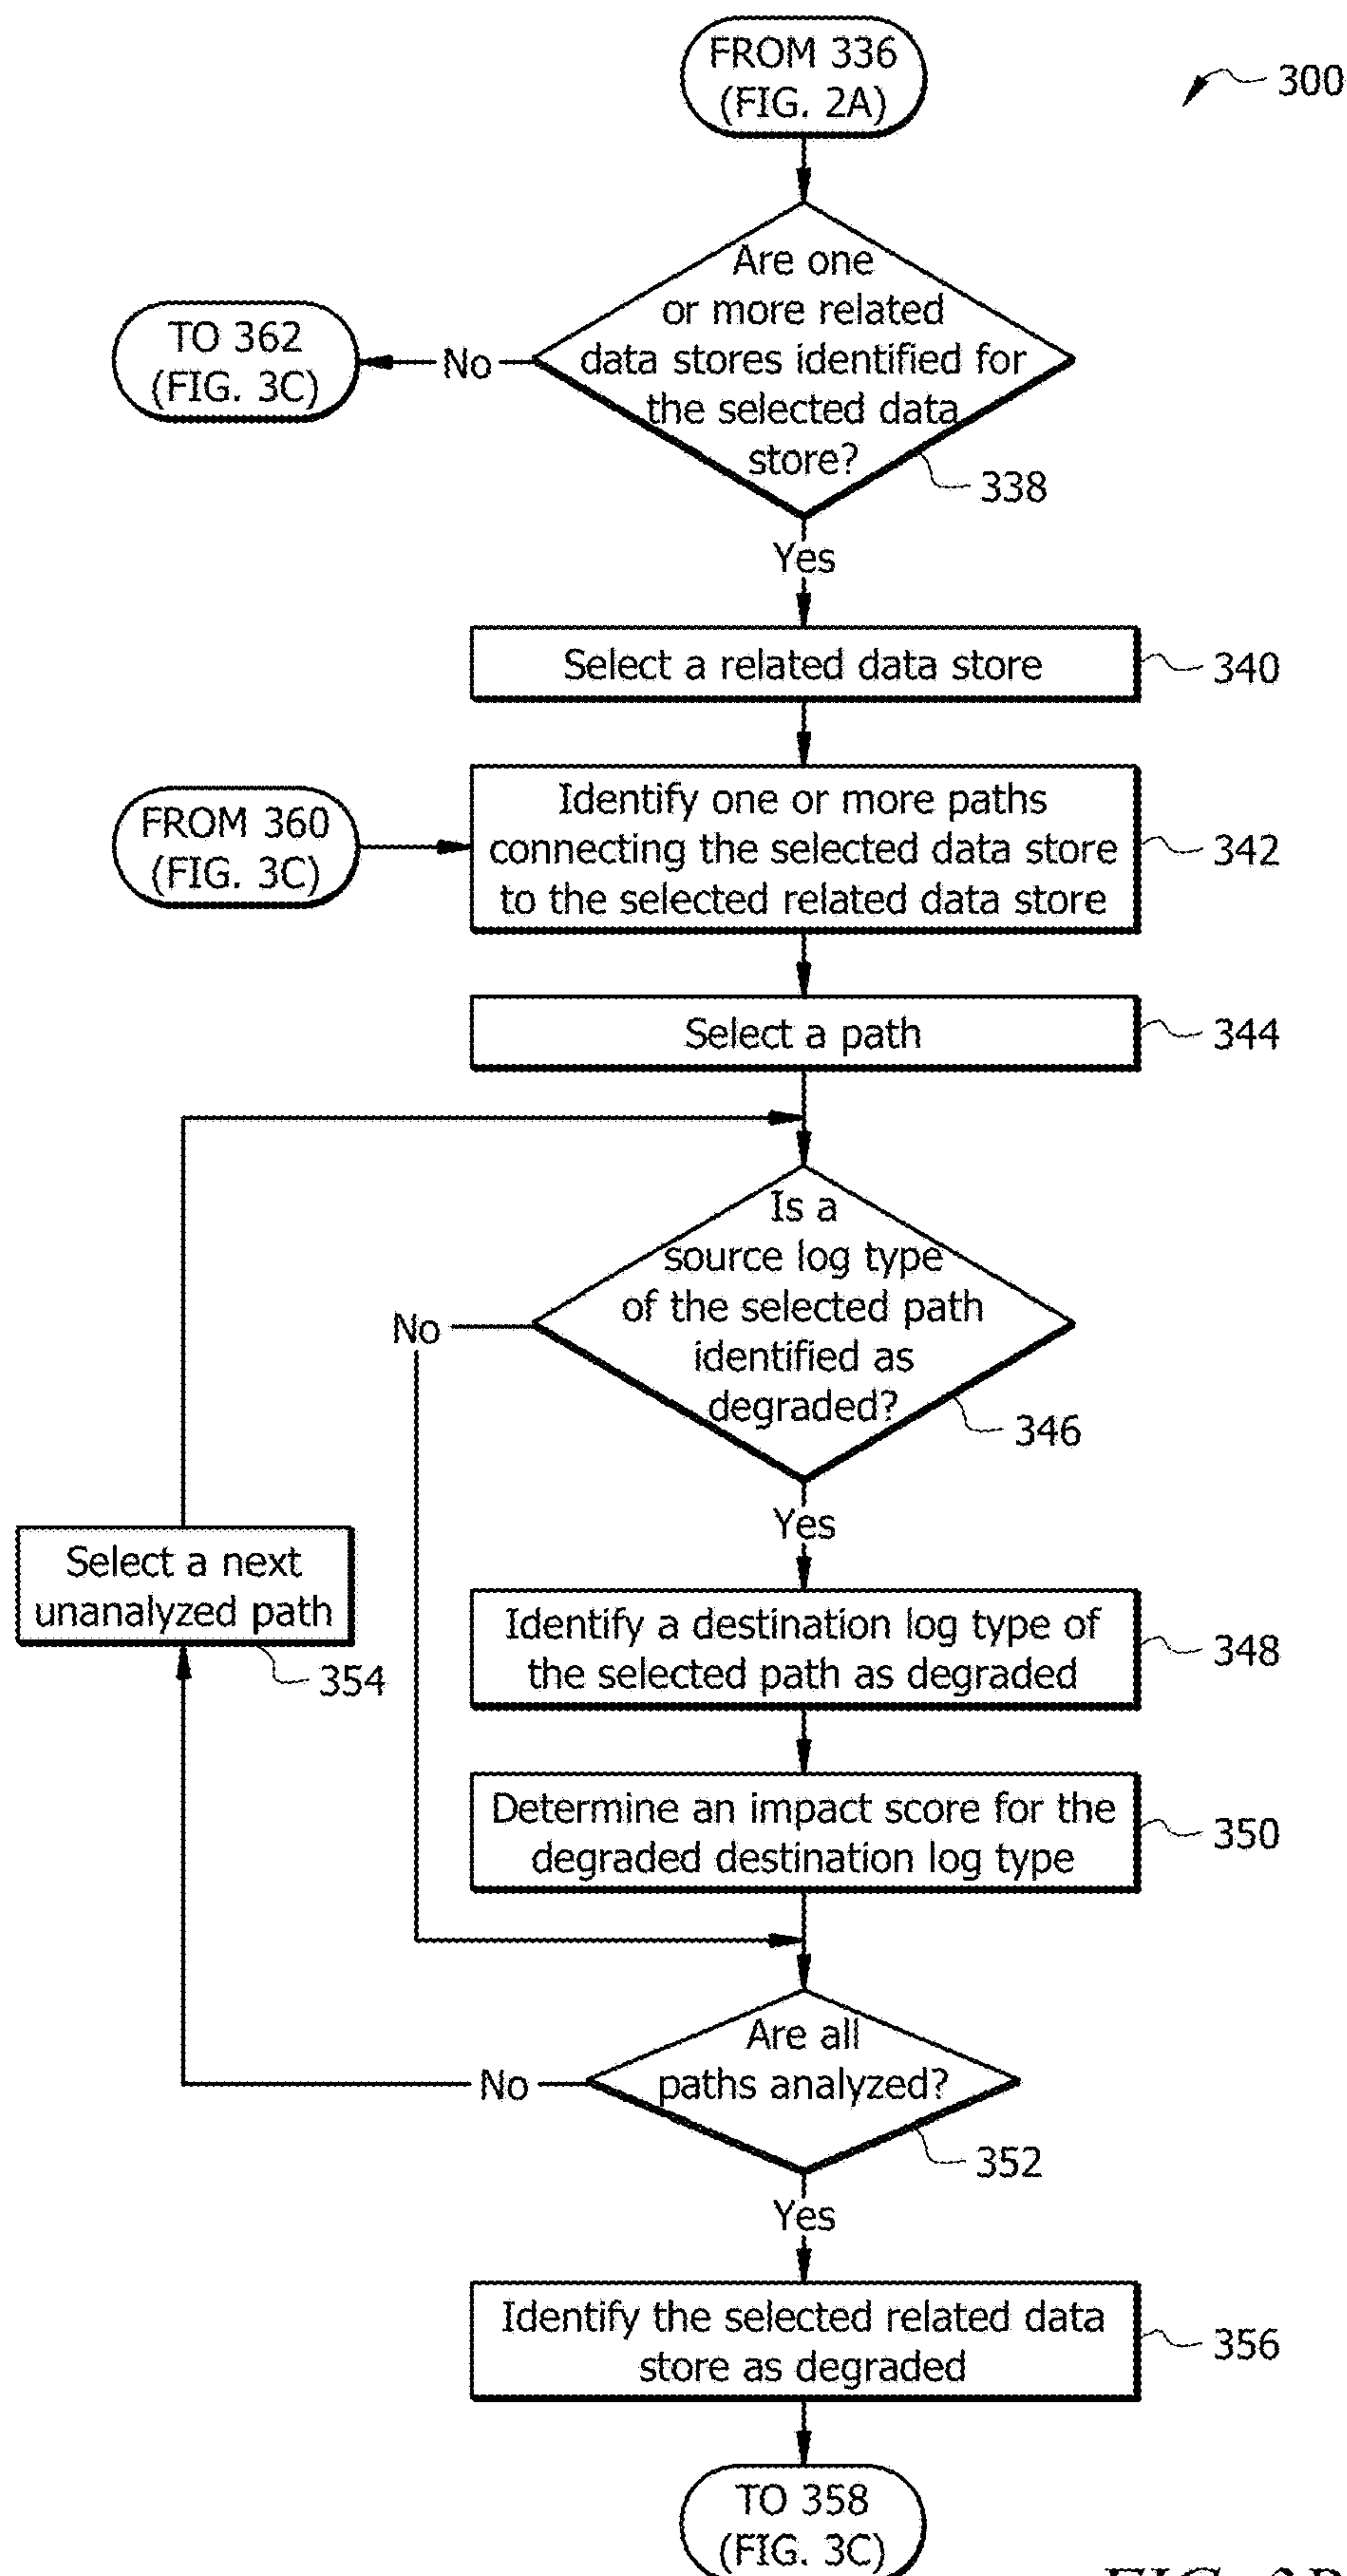 FROM 336
(FIG. 2A)
300
Are one
or more related
data stores identified for
the selected data
store?
338
No
TO 362
(FIG. 3C)
Yes
Select a related data store
340
FROM 360
(FIG. 3C)
Identify one or more paths
connecting the selected data store
to the selected related data store
342
Select a path
344
Is a
source log type
of the selected path
identified as
degraded?
346
No
Yes
Select a next
unanalyzed path
354
Identify a destination log type of
the selected path as degraded
348
Determine an impact score for the
degraded destination log type
350
Are all
paths analyzed?
352
No
Yes
Identify the selected related data
store as degraded
356
TO 358
(FIG. 3C)